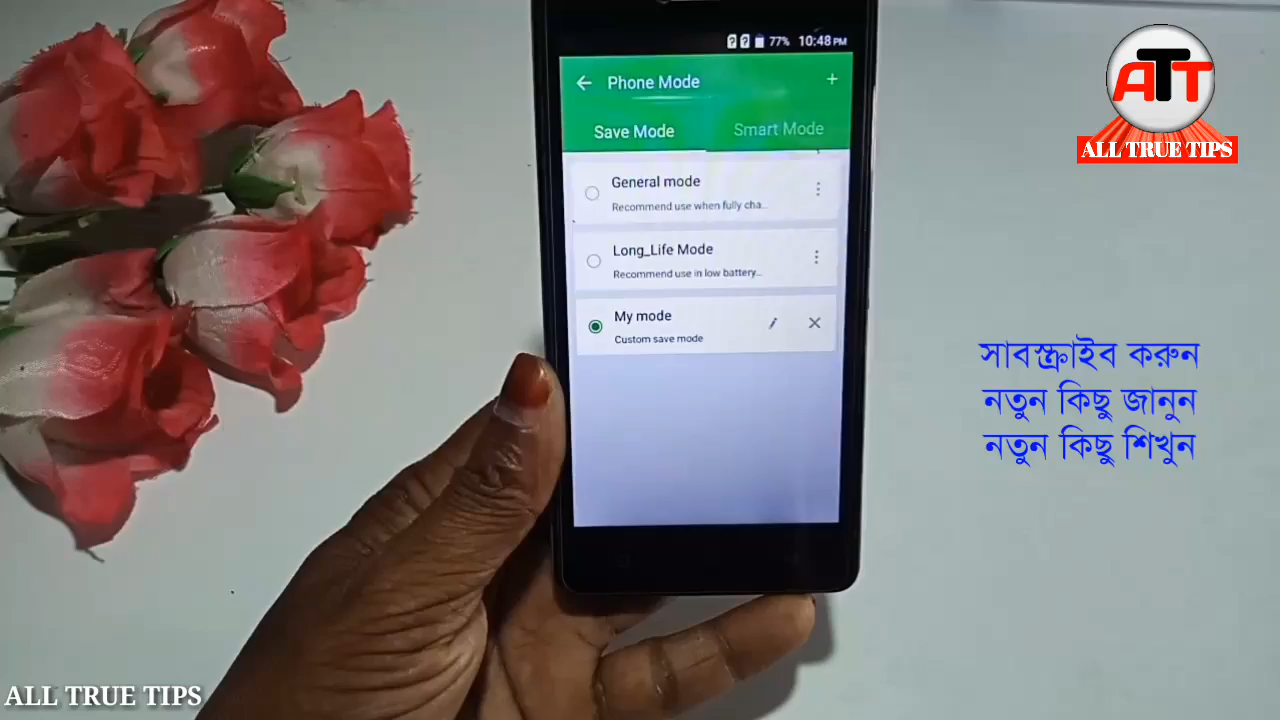 77% 10:48 PM
Phone Mode
Save Mode Smart Mode
General mode
Recommend use when fully cha...
Long_Life Mode
Recommend use in low battery...
My mode
Custom save mode
ATT
ALL TRUE TIPS
সাবস্ক্রাইব করুন
নতুন কিছু জানুন
নতুন কিছু শিখুন
ALL TRUE TIPS